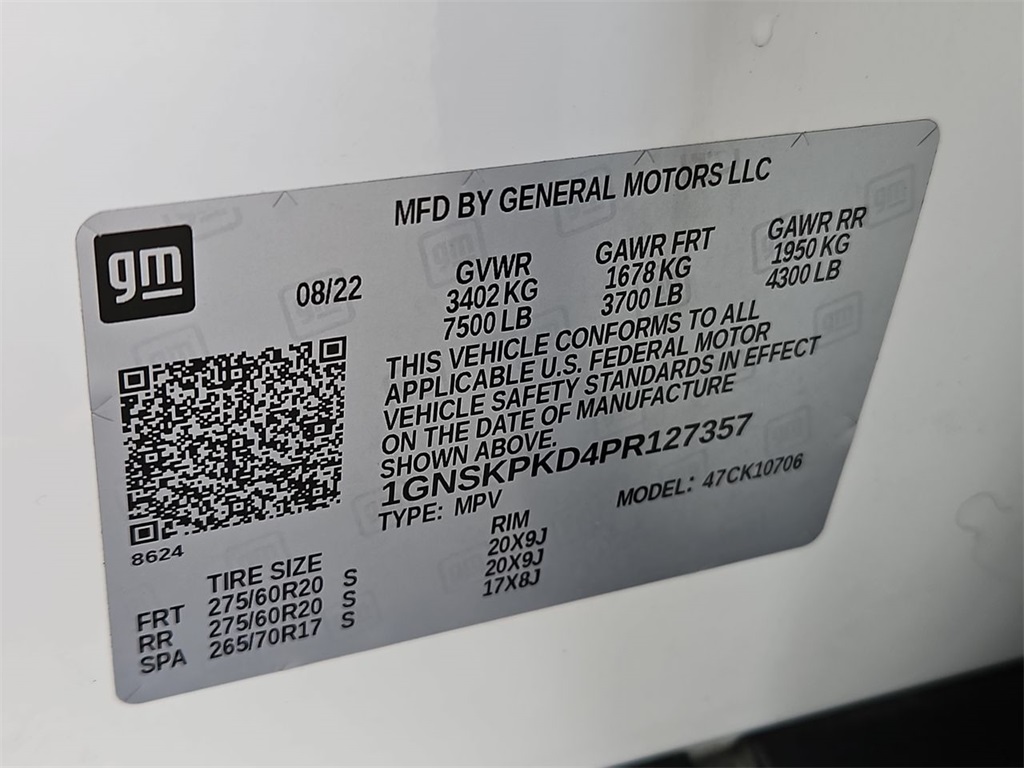 MFD BY GENERAL MOTORS LLC
gm
08/22
GVWR GAWR FRT GAWR RR
3402 KG 1678 KG 1950 KG
7500 LB 3700 LB 4300 LB
THIS VEHICLE CONFORMS TO ALL
APPLICABLE U.S. FEDERAL MOTOR
VEHICLE SAFETY STANDARDS IN EFFECT
ON THE DATE OF MANUFACTURE
SHOWN ABOVE.
1GNSKPKD4PR127357
TYPE: MPV MODEL: 47CK10706
8624
TIRE SIZE RIM
FRT 275/60R20 S 20X9J
RR 275/60R20 S 20X9J
SPA 265/70R17 S 17X8J